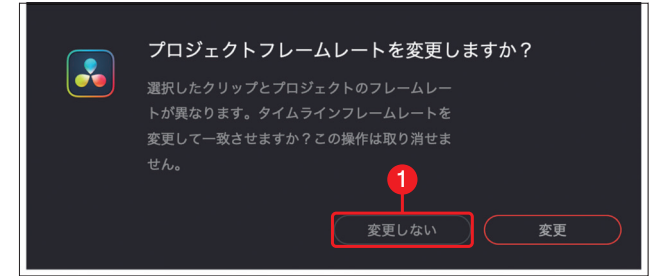 プロジェクトフレームレートを変更しますか？
選択したクリップとプロジェクトのフレームレー
トが異なります。タイムラインフレームレートを
変更して一致させますか？この操作は取り消せま
せん。
1
変更しない
変更